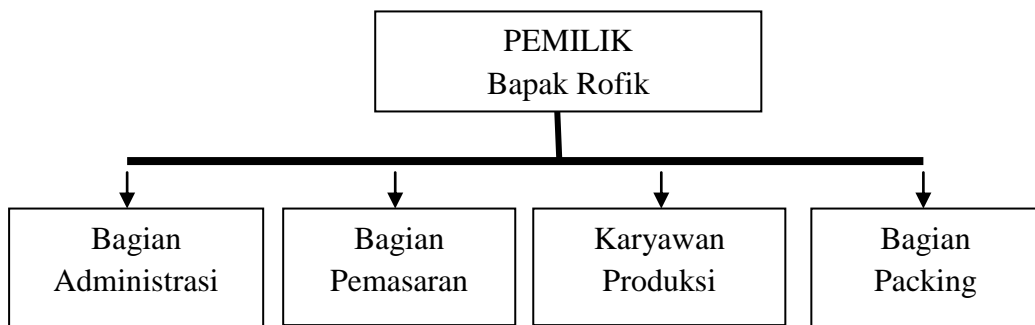 PEMILIK
Bapak Rofik
Bagian
Administrasi
Bagian
Pemasaran
Karyawan
Produksi
Bagian
Packing